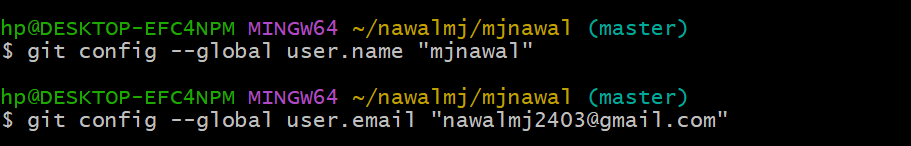 hp@DESKTOP-EFC4NPM MINGW64 ~/nawalmj/mjnawal (master)
$ git config --global user.name "mjnawal"
hp@DESKTOP-EFC4NPM MINGW64 ~/nawalmj/mjnawal (master)
$ git config --global user.email "nawalmj2403@gmail.com"